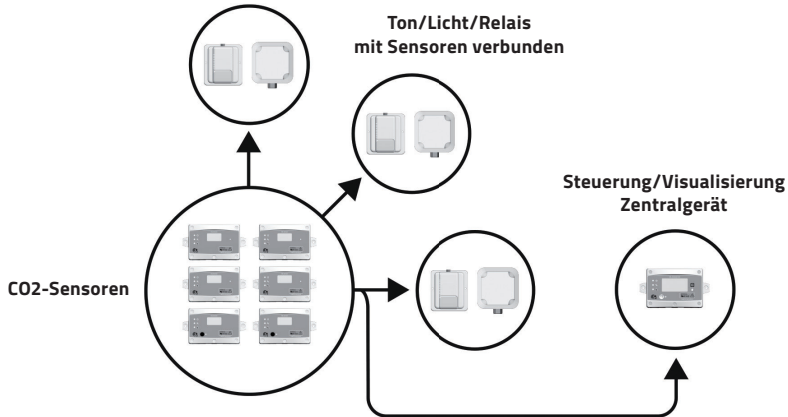 Ton/Licht/Relais
mit Sensoren verbunden
Steuerung/Visualisierung
Zentralgerät
CO2-Sensoren